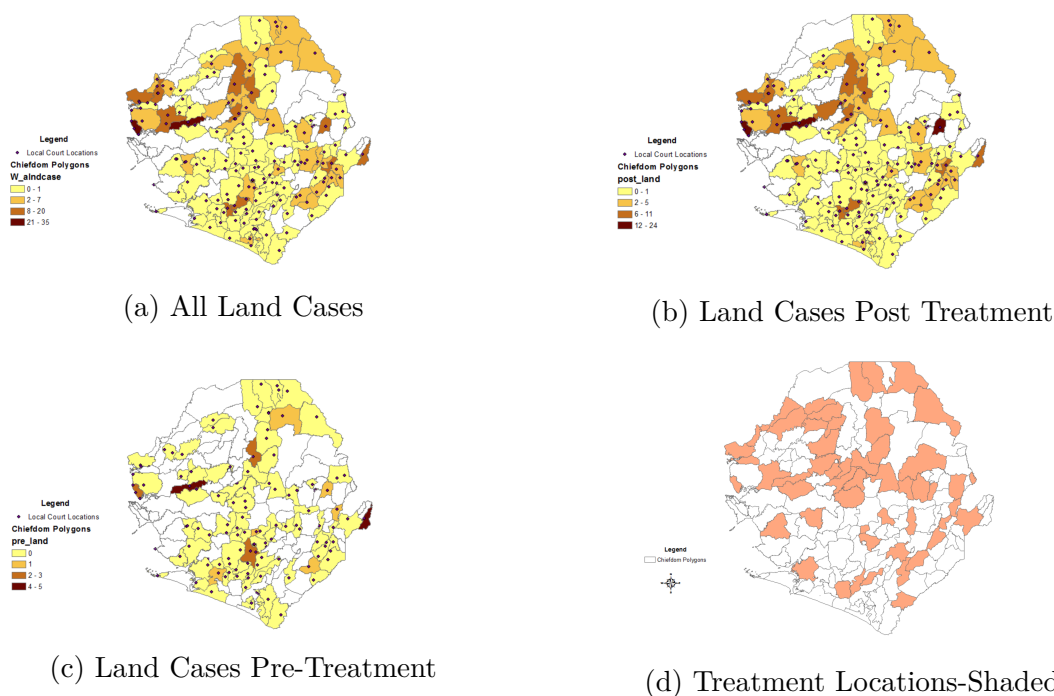 Legend
Local Court Locations
Chiefdom Polygons
W_alndcase
0 - 1
2 - 7
8 - 20
21 - 35
(a) All Land Cases
Legend
Local Court Locations
Chiefdom Polygons
post_land
0 - 1
2 - 5
6 - 11
12 - 24
(b) Land Cases Post Treatment
Legend
Local Court Locations
Chiefdom Polygons
pre_land
0
1
2 - 3
4 - 5
(c) Land Cases Pre-Treatment
Legend
Chiefdom Polygons
(d) Treatment Locations-Shaded